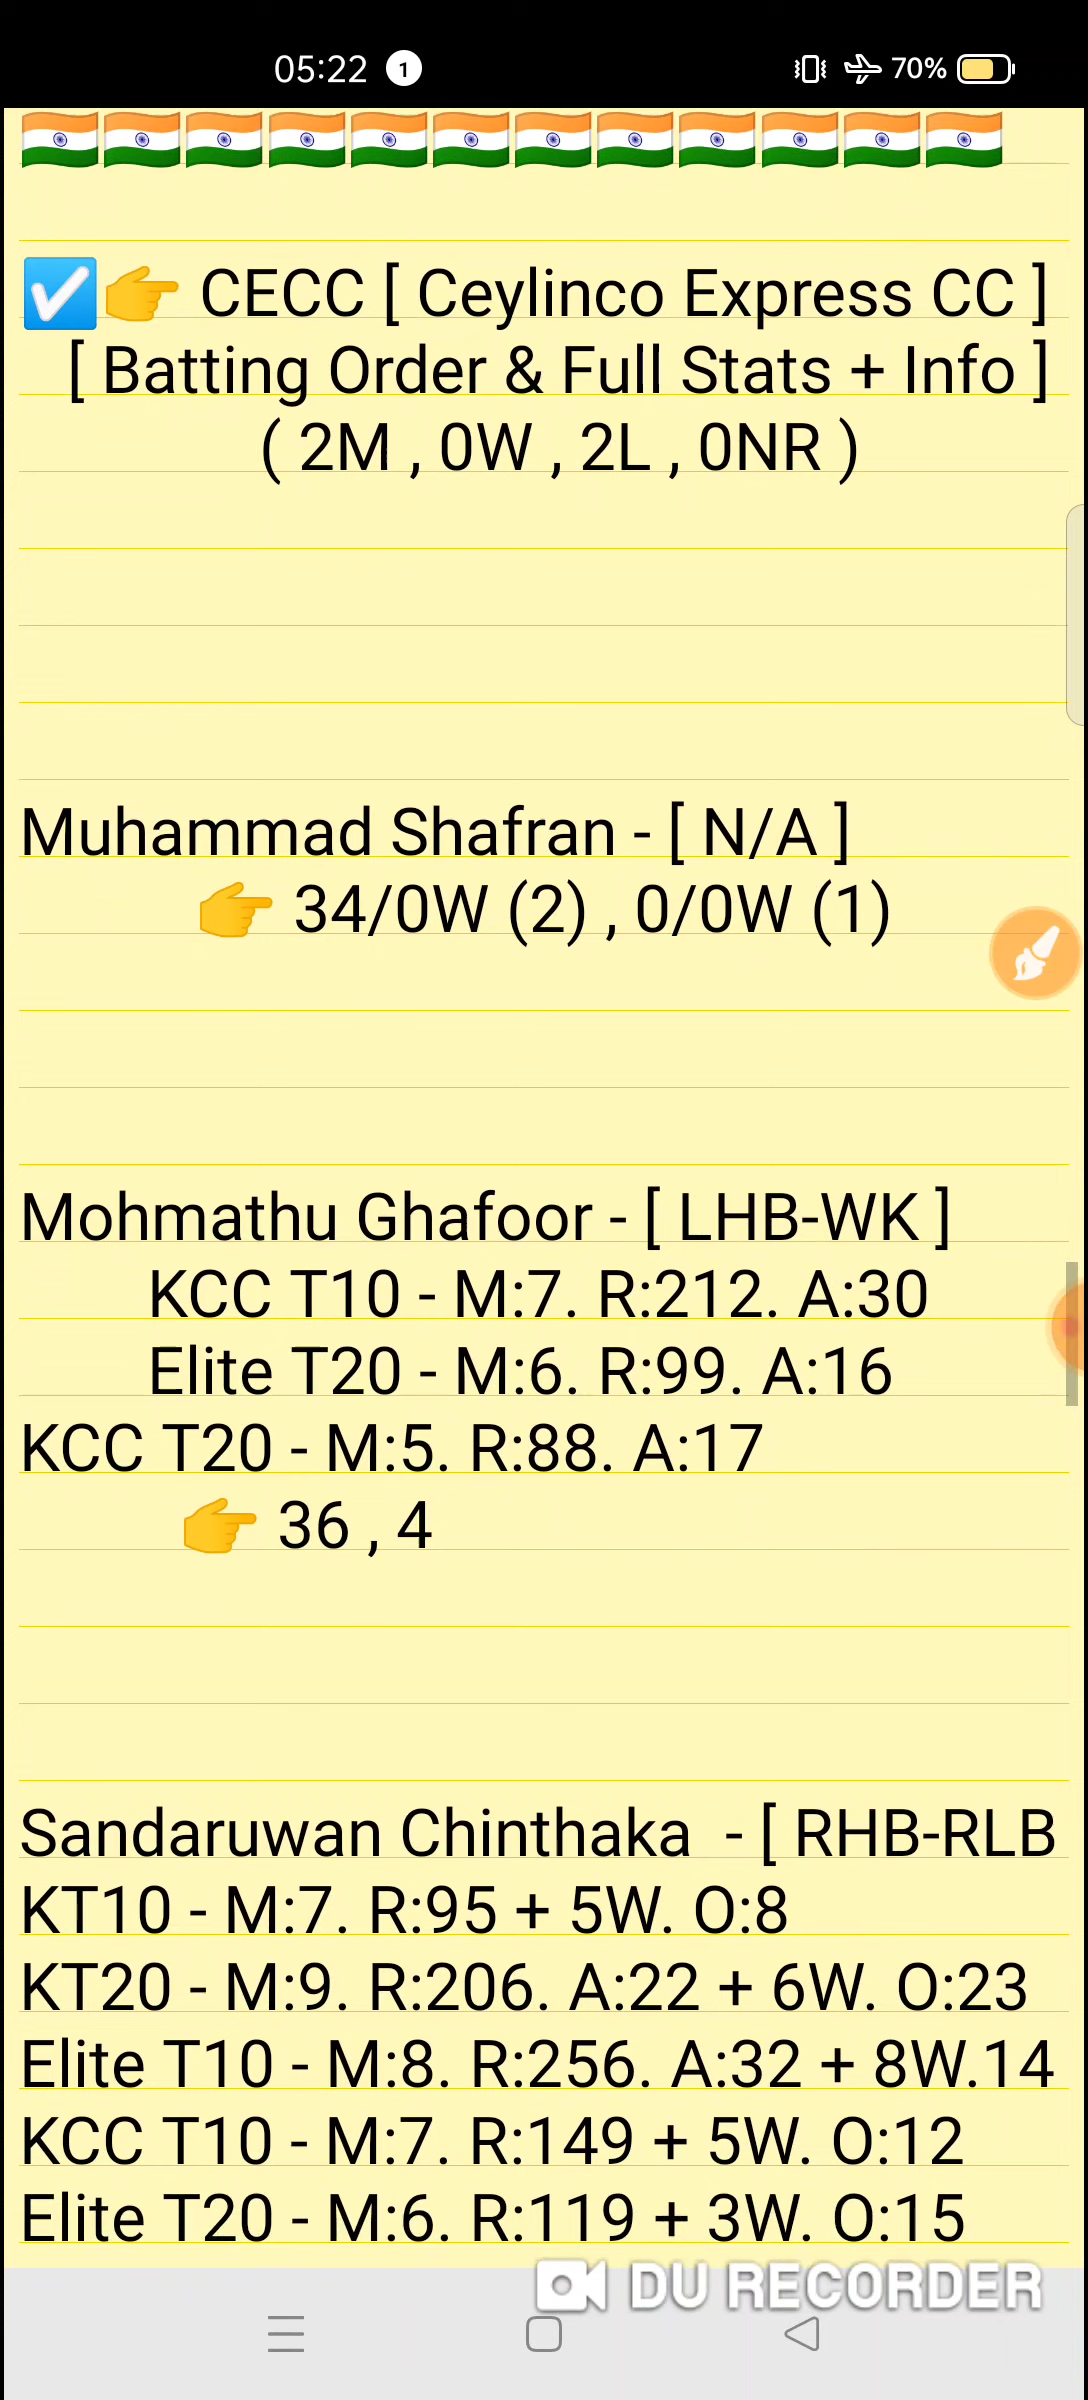 05:22 1 70%
🇮🇳🇮🇳🇮🇳🇮🇳🇮🇳🇮🇳🇮🇳🇮🇳🇮🇳🇮🇳🇮🇳🇮🇳
☑️👉 CECC [ Ceylinco Express CC ]
[ Batting Order & Full Stats + Info ]
( 2M , 0W , 2L , 0NR )
Muhammad Shafran - [ N/A ]
👉 34/0W (2) , 0/0W (1)
Mohmathu Ghafoor - [ LHB-WK ]
KCC T10 - M:7. R:212. A:30
Elite T20 - M:6. R:99. A:16
KCC T20 - M:5. R:88. A:17
👉 36 , 4
Sandaruwan Chinthaka - [ RHB-RLB
KT10 - M:7. R:95 + 5W. O:8
KT20 - M:9. R:206. A:22 + 6W. O:23
Elite T10 - M:8. R:256. A:32 + 8W.14
KCC T10 - M:7. R:149 + 5W. O:12
Elite T20 - M:6. R:119 + 3W. O:15
DU RECORDER